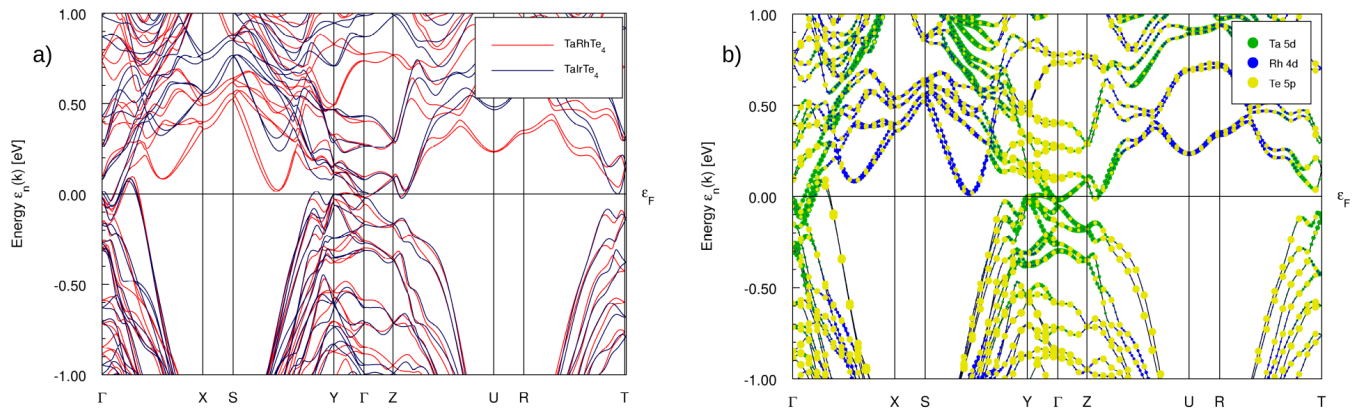 a)
1.00
0.50
0.00
-0.50
-1.00
Energy ε_n(k) [eV]
TaRhTe_4
TaIrTe_4
ε_F
Γ X S Y Γ Z U R T
b)
1.00
0.50
0.00
-0.50
-1.00
Energy ε_n(k) [eV]
Ta 5d
Rh 4d
Te 5p
ε_F
Γ X S Y Γ Z U R T